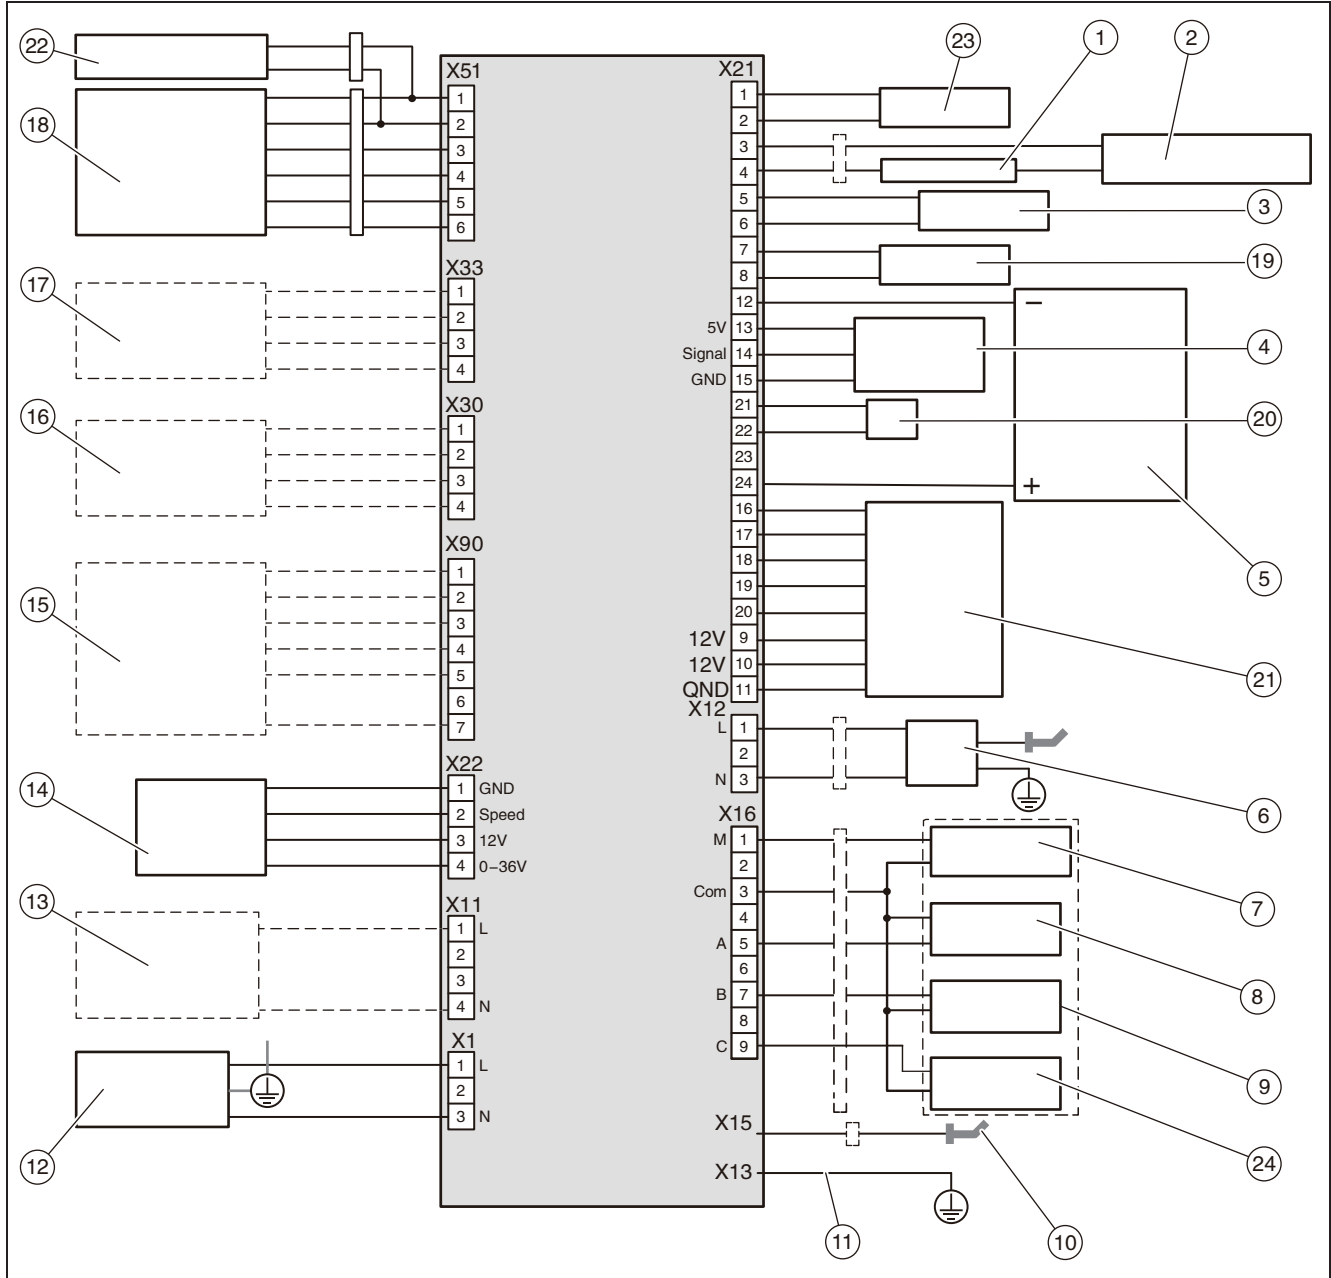 22
18
17
16
15
14
13
12
X51
1
2
3
4
5
6
X33
1
2
3
4
X30
1
2
3
4
X90
1
2
3
4
5
6
7
X22
1 GND
2 Speed
3 12V
4 0–36V
X11
1 L
2
3
4 N
X1
1 L
2
3 N
X21
1
2
3
4
5
6
7
8
12
5V 13
Signal 14
GND 15
21
22
23
24
16
17
18
19
20
12V 9
12V 10
QND 11
X12
L 1
2
N 3
X16
M 1
2
Com 3
4
A 5
6
B 7
8
C 9
X15
X13
−
+
23
1
2
3
19
4
20
5
21
6
7
8
9
24
11
10